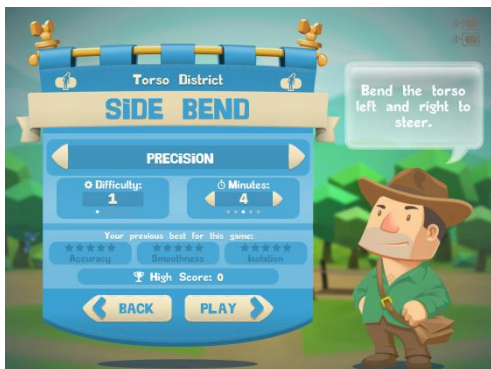 Torso District
SiDE BEND
PRECiSiON
Difficulty:
1
Minutes:
4
Your previous best for this game:
Accuracy
Smoothness
Isolation
High Score: 0
BACK
PLAY
Bend the torso
left and right to
steer.